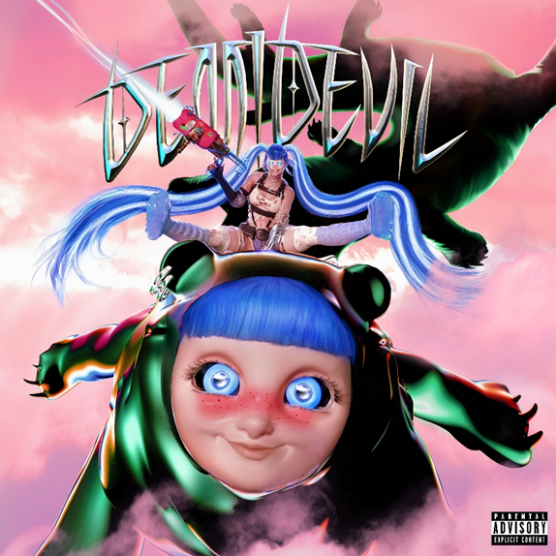 DEMIDEVIL
PARENTAL
ADVISORY
EXPLICIT CONTENT